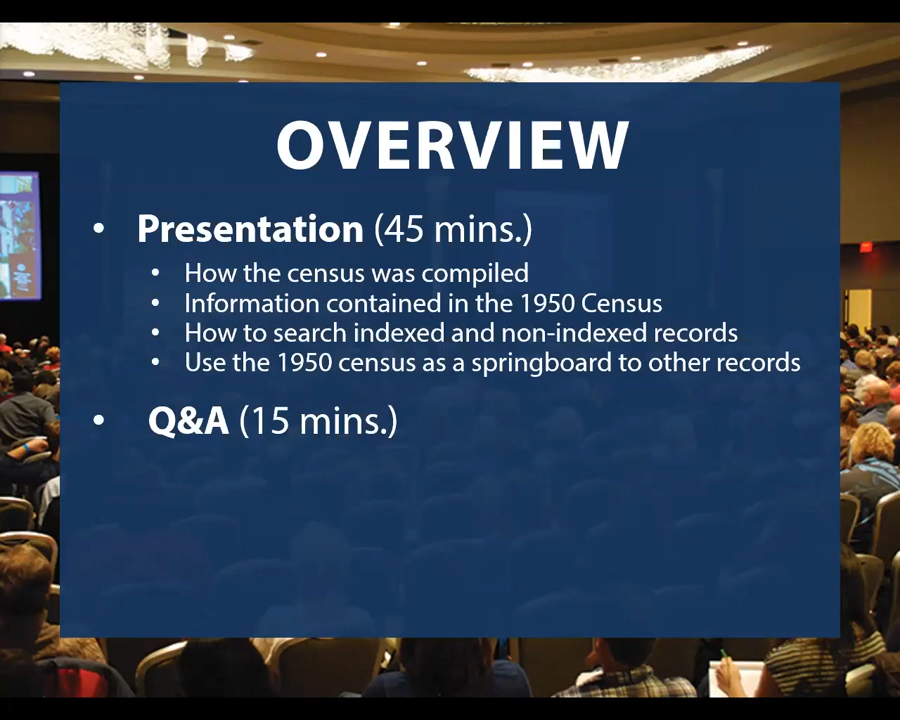 OVERVIEW
• Presentation (45 mins.)
• How the census was compiled
• Information contained in the 1950 Census
• How to search indexed and non-indexed records
• Use the 1950 census as a springboard to other records
• Q&A (15 mins.)